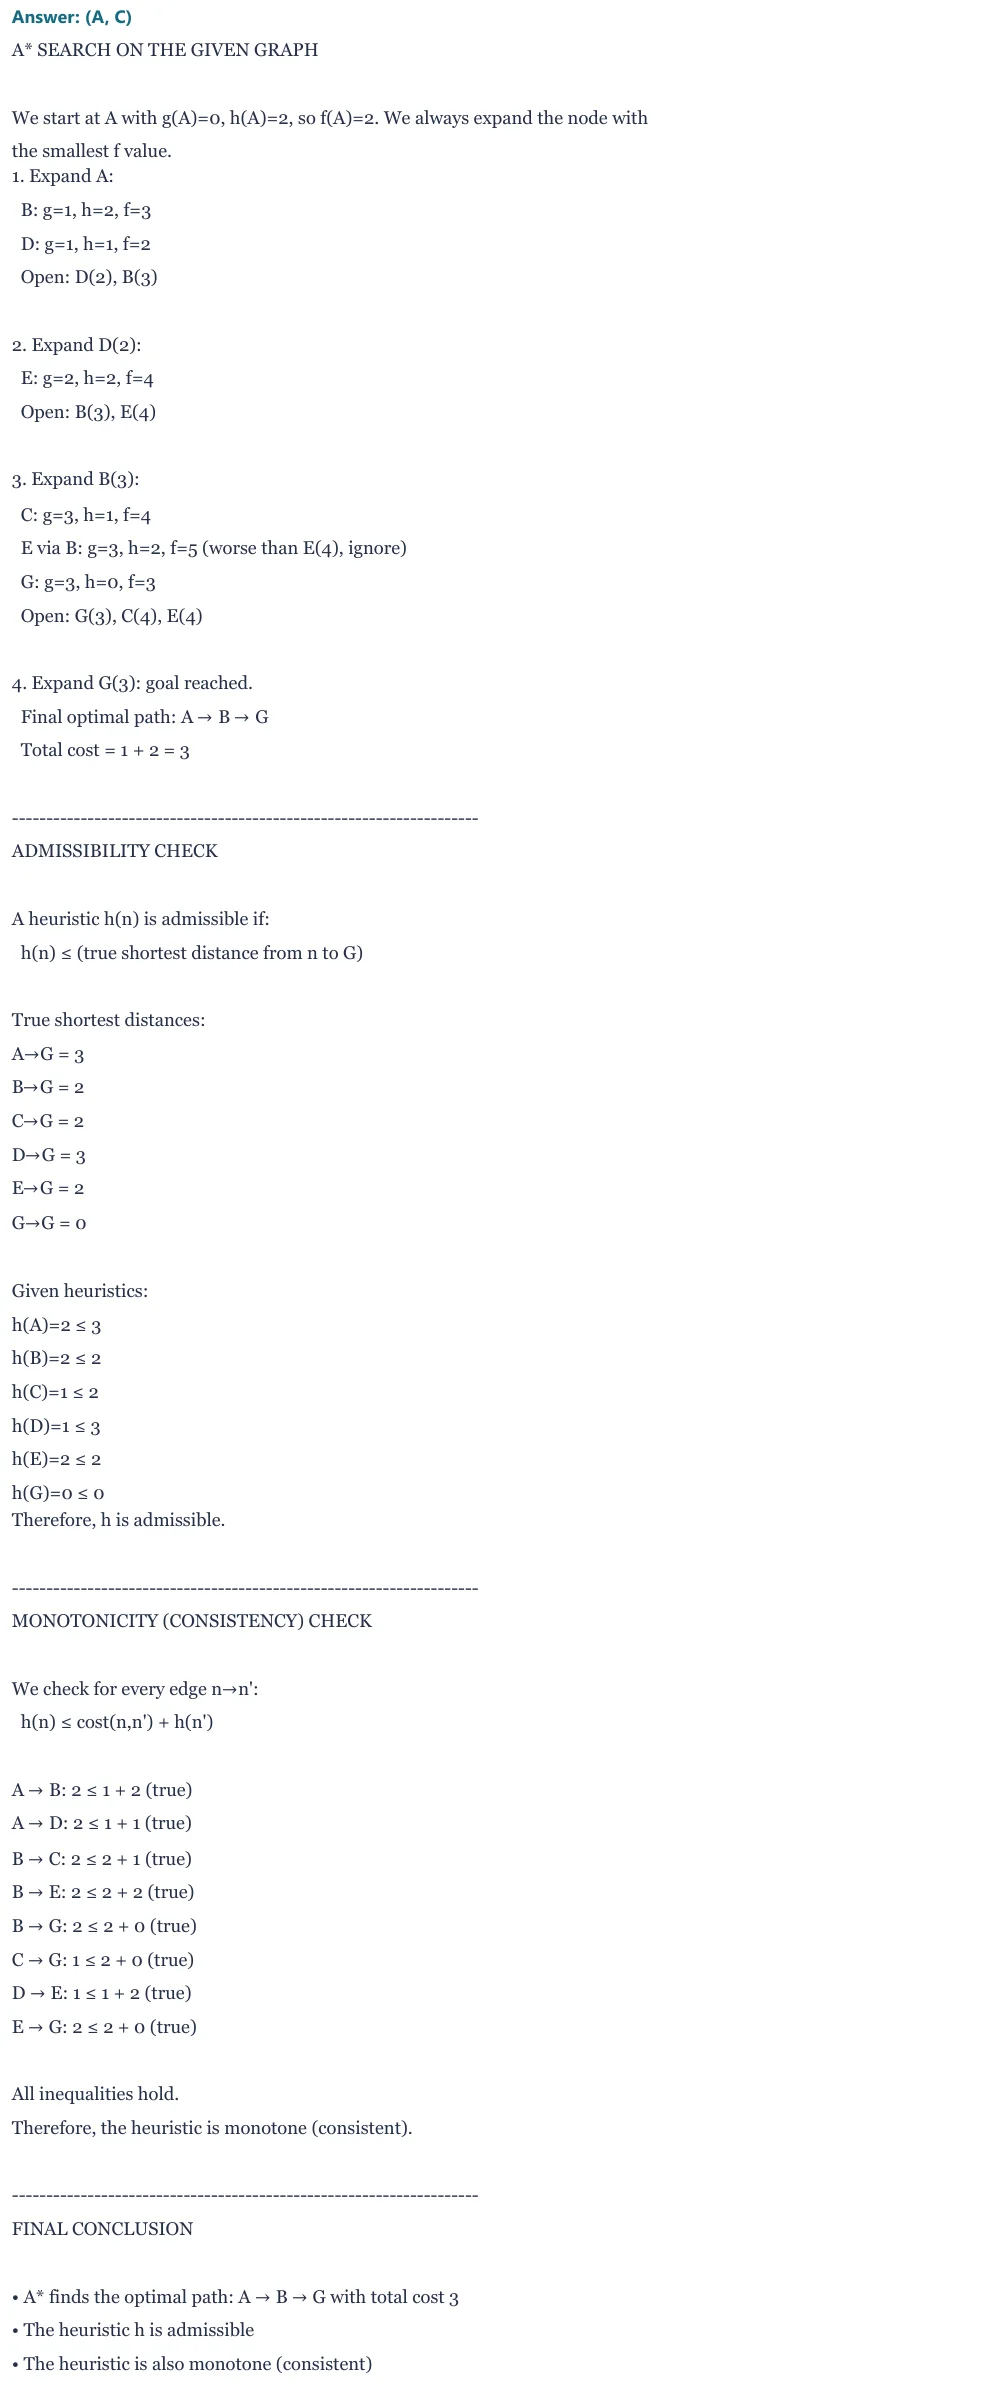 Answer: (A, C)
A* SEARCH ON THE GIVEN GRAPH
We start at A with g(A)=0, h(A)=2, so f(A)=2. We always expand the node with
the smallest f value.
1. Expand A:
B: g=1, h=2, f=3
D: g=1, h=1, f=2
Open: D(2), B(3)
2. Expand D(2):
E: g=2, h=2, f=4
Open: B(3), E(4)
3. Expand B(3):
C: g=3, h=1, f=4
E via B: g=3, h=2, f=5 (worse than E(4), ignore)
G: g=3, h=0, f=3
Open: G(3), C(4), E(4)
4. Expand G(3): goal reached.
Final optimal path: A → B → G
Total cost = 1 + 2 = 3
--------------------------------------------------------------------
ADMISSIBILITY CHECK
A heuristic h(n) is admissible if:
h(n) ≤ (true shortest distance from n to G)
True shortest distances:
A→G = 3
B→G = 2
C→G = 2
D→G = 3
E→G = 2
G→G = 0
Given heuristics:
h(A)=2 ≤ 3
h(B)=2 ≤ 2
h(C)=1 ≤ 2
h(D)=1 ≤ 3
h(E)=2 ≤ 2
h(G)=0 ≤ 0
Therefore, h is admissible.
--------------------------------------------------------------------
MONOTONICITY (CONSISTENCY) CHECK
We check for every edge n→n':
h(n) ≤ cost(n,n') + h(n')
A → B: 2 ≤ 1 + 2 (true)
A → D: 2 ≤ 1 + 1 (true)
B → C: 2 ≤ 2 + 1 (true)
B → E: 2 ≤ 2 + 2 (true)
B → G: 2 ≤ 2 + 0 (true)
C → G: 1 ≤ 2 + 0 (true)
D → E: 1 ≤ 1 + 2 (true)
E → G: 2 ≤ 2 + 0 (true)
All inequalities hold.
Therefore, the heuristic is monotone (consistent).
--------------------------------------------------------------------
FINAL CONCLUSION
• A* finds the optimal path: A → B → G with total cost 3
• The heuristic h is admissible
• The heuristic is also monotone (consistent)